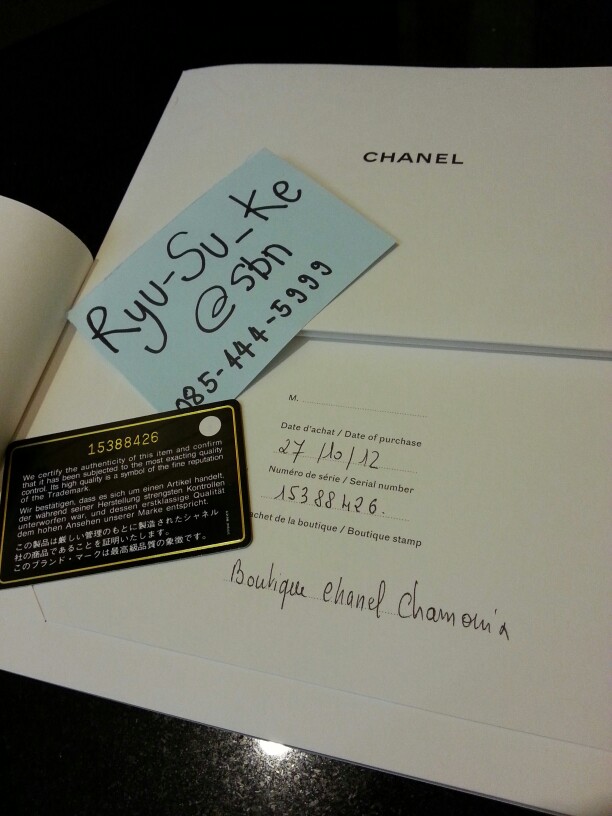 CHANEL
Ryu-Su_Ke
@sbn
085-444-5999
M.
Date d'achat / Date of purchase
27/10/12
Numéro de série / Serial number
15388426.
achet de la boutique / Boutique stamp
Boutique Chanel Chamonix
15388426
We certify the authenticity of this item and confirm
that it has been subjected to the most exacting quality
control. Its high quality is a symbol of the fine reputation
of the Trademark.
Wir bestätigen, dass es sich um einen Artikel handelt,
der während seiner Herstellung strengsten Kontrollen
unterworfen war, und dessen erstklassige Qualität
dem hohen Ansehen unserer Marke entspricht.
この製品は厳しい管理のもとに製造されたシャネル
社の商品であることを証明いたします。
このブランド・マークは最高級品質の象徴です。